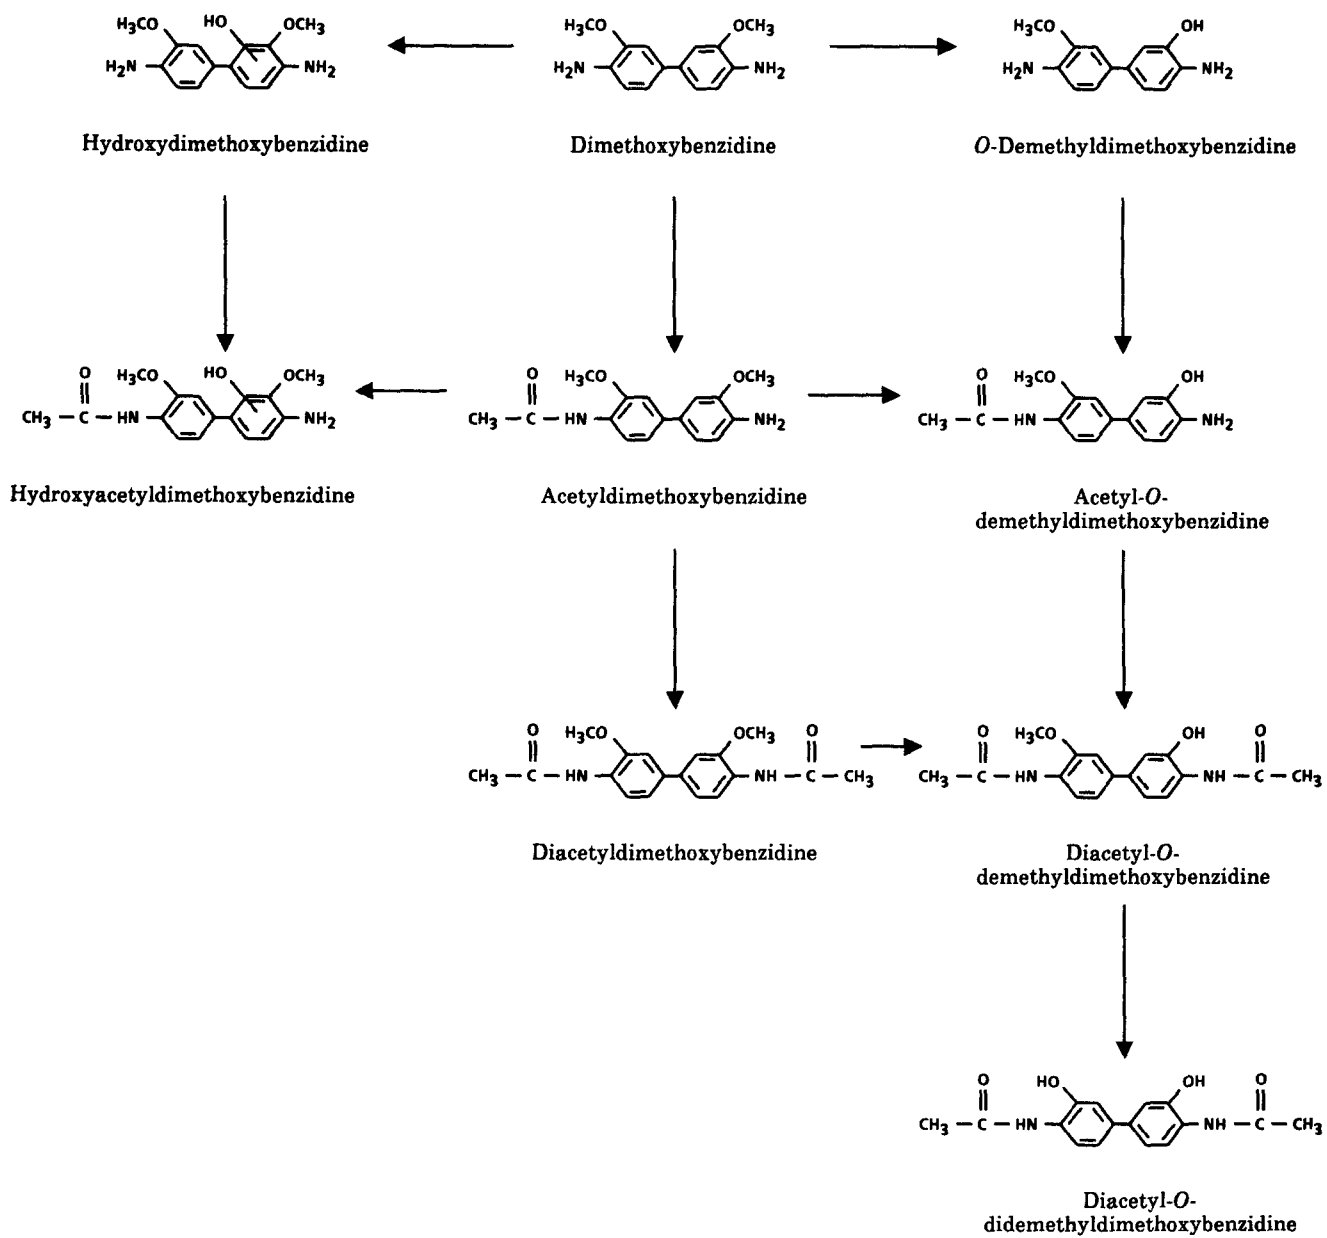 H3CO HO OCH3 H3CO OCH3 H3CO OH
H2N NH2 H2N NH2 H2N NH2
Hydroxydimethoxybenzidine Dimethoxybenzidine O-Demethyldimethoxybenzidine
O H3CO HO OCH3 O H3CO OCH3 O H3CO OH
CH3 – C – HN NH2 CH3 – C – HN NH2 CH3 – C – HN NH2
Hydroxyacetyldimethoxybenzidine Acetyldimethoxybenzidine Acetyl-O-
demethyldimethoxybenzidine
O H3CO OCH3 O O H3CO OH O
CH3 – C – HN NH – C – CH3 CH3 – C – HN NH – C – CH3
Diacetyldimethoxybenzidine Diacetyl-O-
demethyldimethoxybenzidine
O HO OH O
CH3 – C – HN NH – C – CH3
Diacetyl-O-
didemethyldimethoxybenzidine